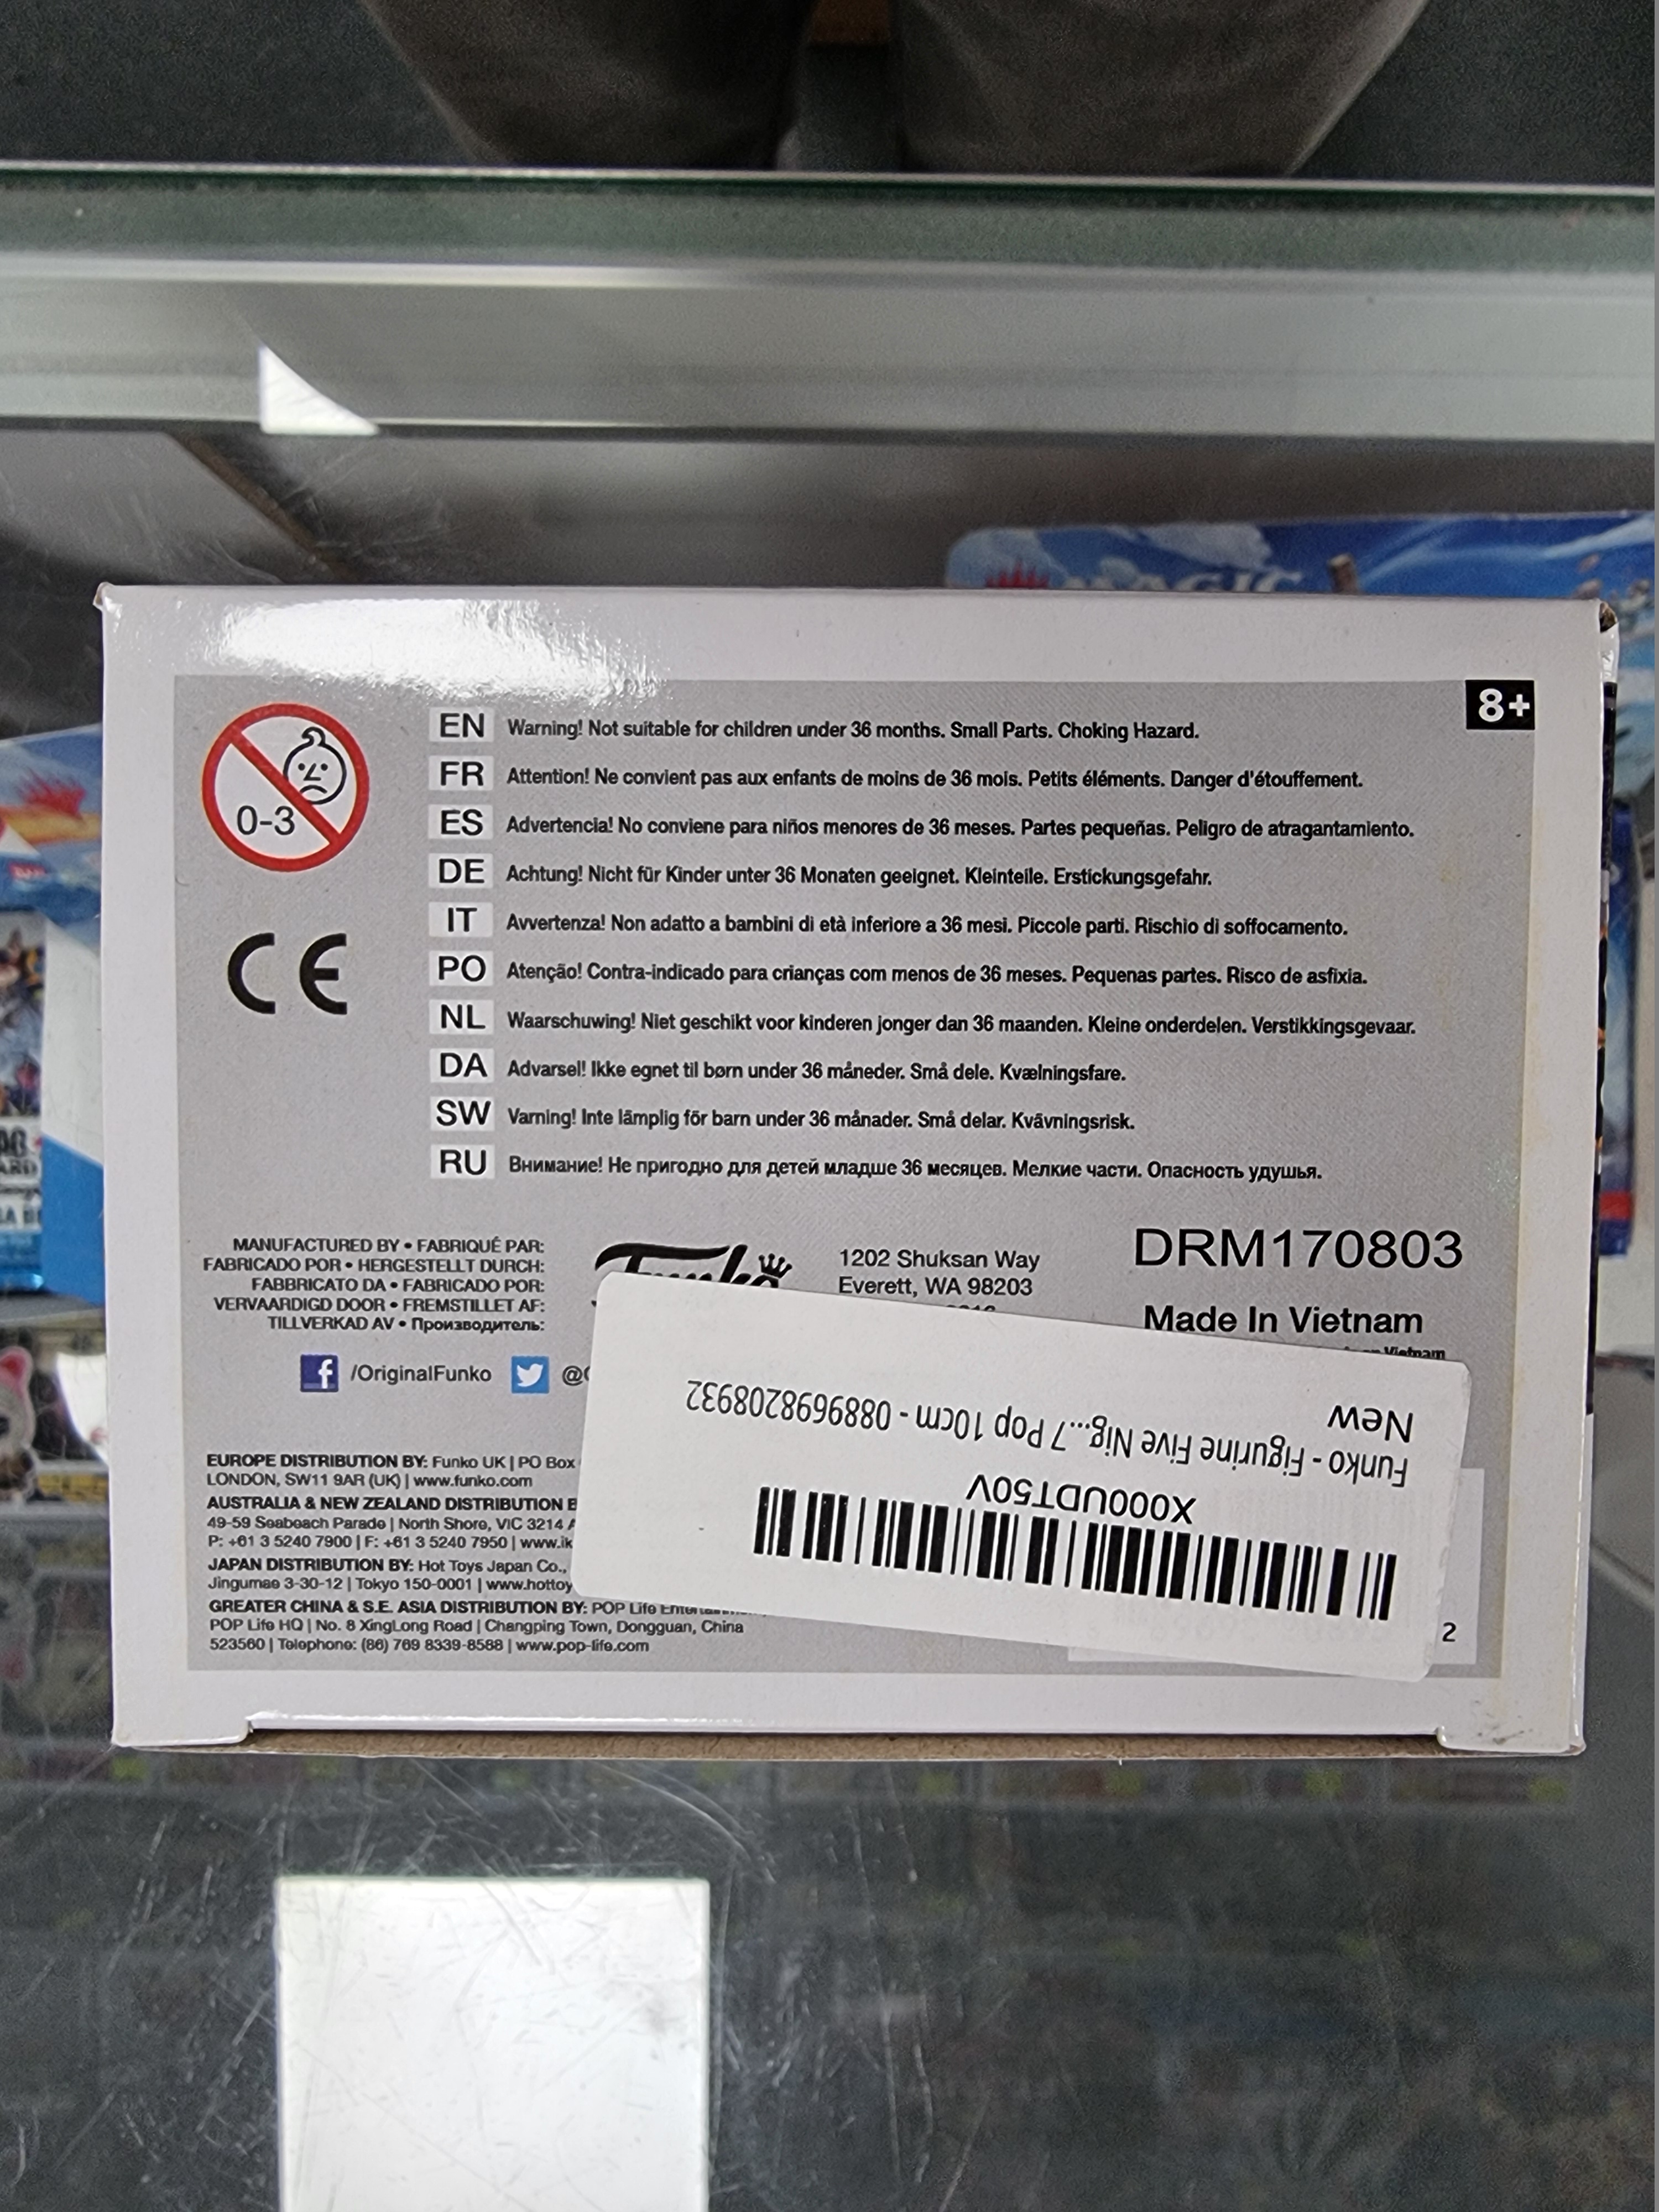 MAGIC
8+
0-3
EN Warning! Not suitable for children under 36 months. Small Parts. Choking Hazard.
FR Attention! Ne convient pas aux enfants de moins de 36 mois. Petits éléments. Danger d'étouffement.
ES Advertencia! No conviene para niños menores de 36 meses. Partes pequeñas. Peligro de atragantamiento.
DE Achtung! Nicht für Kinder unter 36 Monaten geeignet. Kleinteile. Erstickungsgefahr.
IT Avvertenza! Non adatto a bambini di età inferiore a 36 mesi. Piccole parti. Rischio di soffocamento.
CE
PO Atenção! Contra-indicado para crianças com menos de 36 meses. Pequenas partes. Risco de asfixia.
NL Waarschuwing! Niet geschikt voor kinderen jonger dan 36 maanden. Kleine onderdelen. Verstikkingsgevaar.
DA Advarsel! Ikke egnet til børn under 36 måneder. Små dele. Kvælningsfare.
SW Varning! Inte lämplig för barn under 36 månader. Små delar. Kvävningsrisk.
RU Внимание! Не пригодно для детей младше 36 месяцев. Мелкие части. Опасность удушья.
MANUFACTURED BY • FABRIQUÉ PAR:
FABRICADO POR • HERGESTELLT DURCH:
FABBRICATO DA • FABRICADO POR:
VERVAARDIGD DOOR • FREMSTILLET AF:
TILLVERKAD AV • Производитель:
Funko
1202 Shuksan Way
Everett, WA 98203
DRM170803
Made In Vietnam
Vietnam
/OriginalFunko
EUROPE DISTRIBUTION BY: Funko UK | PO Box
LONDON, SW11 9AR (UK) | www.funko.com
AUSTRALIA & NEW ZEALAND DISTRIBUTION
49-59 Seabeach Parade | North Shore, VIC 3214
P: +61 3 5240 7900 | F: +61 3 5240 7950 | www.ik
JAPAN DISTRIBUTION BY: Hot Toys Japan Co.,
Jingumae 3-30-12 | Tokyo 150-0001 | www.hottoy
GREATER CHINA & S.E. ASIA DISTRIBUTION BY: POP Life
POP Life HQ | No. 8 XingLong Road | Changping Town, Dongguan, China
523560 | Telephone: (86) 769 8339-8588 | www.pop-life.com
X000UDT50V
Funko - Figurine Five Nig...7 Pop 10cm - 0889698208932
New
2